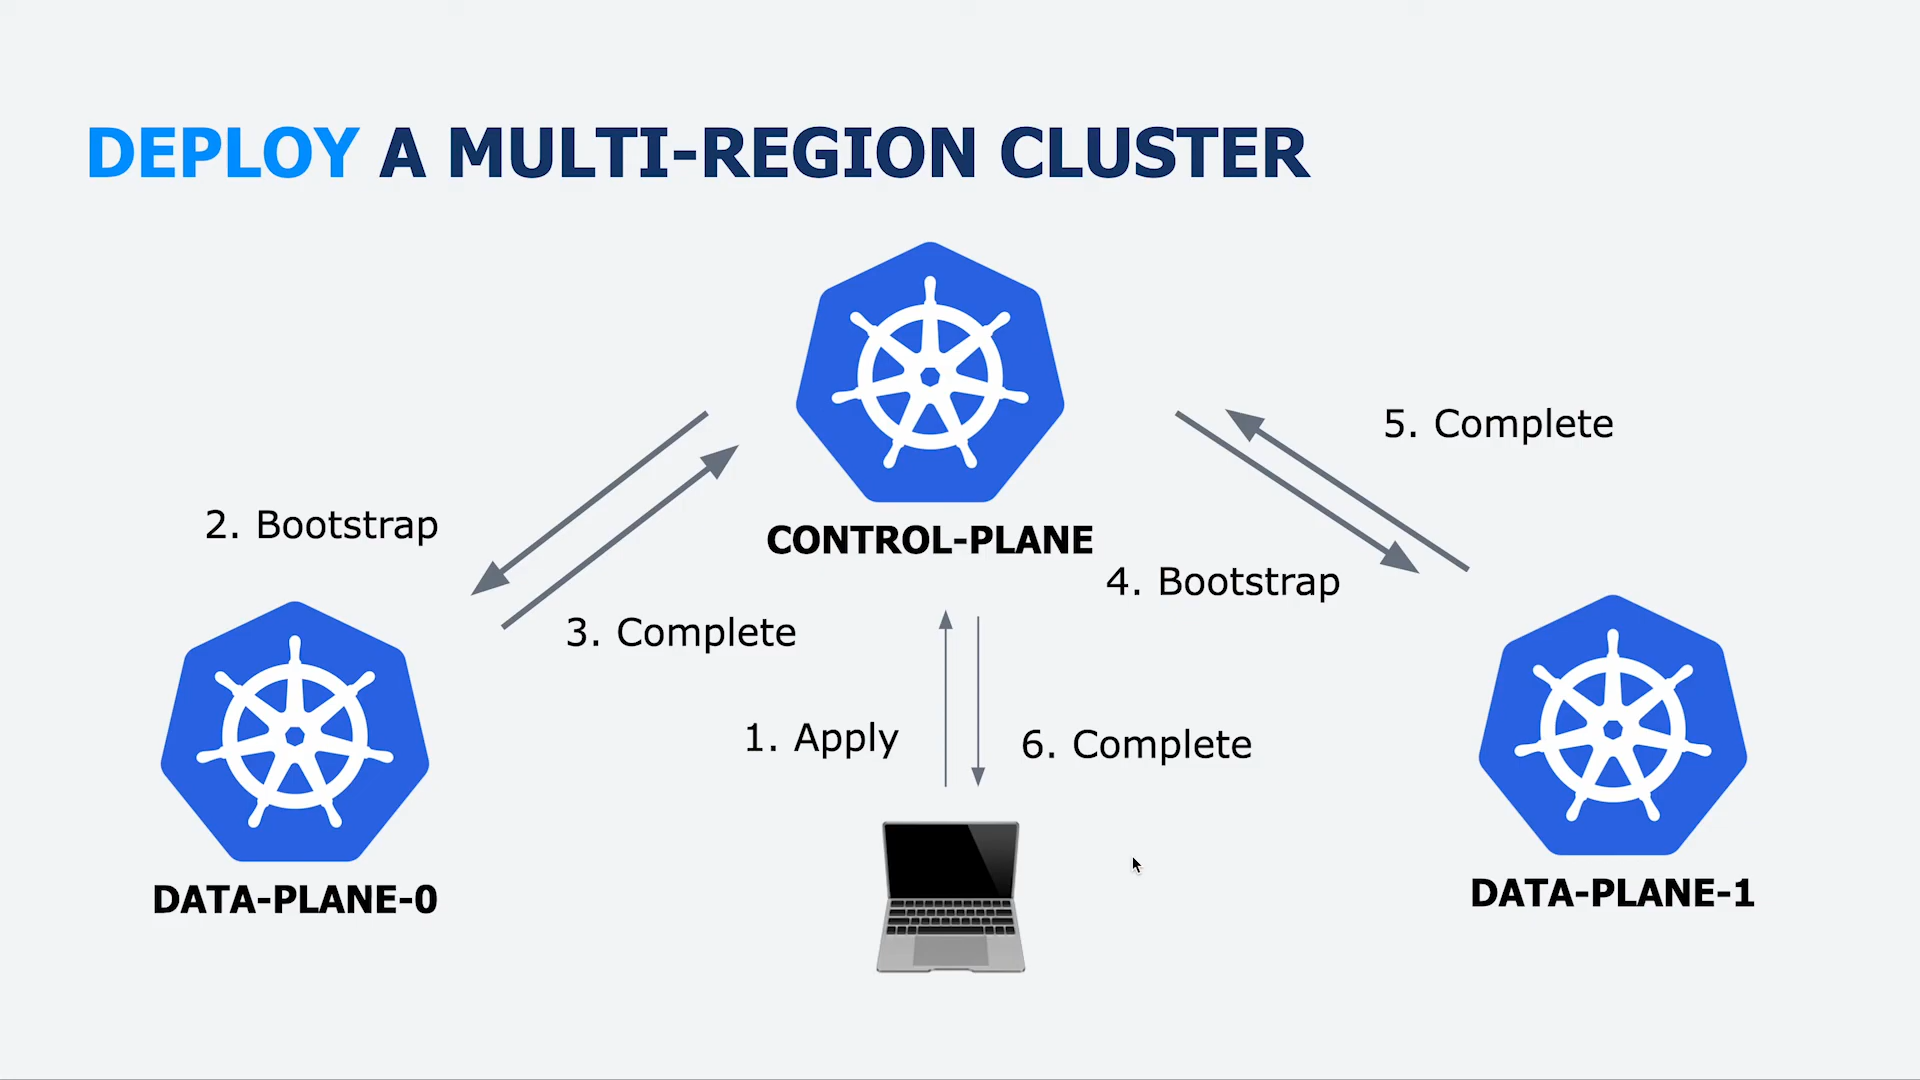 DEPLOY A MULTI-REGION CLUSTER
5. Complete
2. Bootstrap
CONTROL-PLANE
4. Bootstrap
3. Complete
1. Apply
6. Complete
DATA-PLANE-0
DATA-PLANE-1